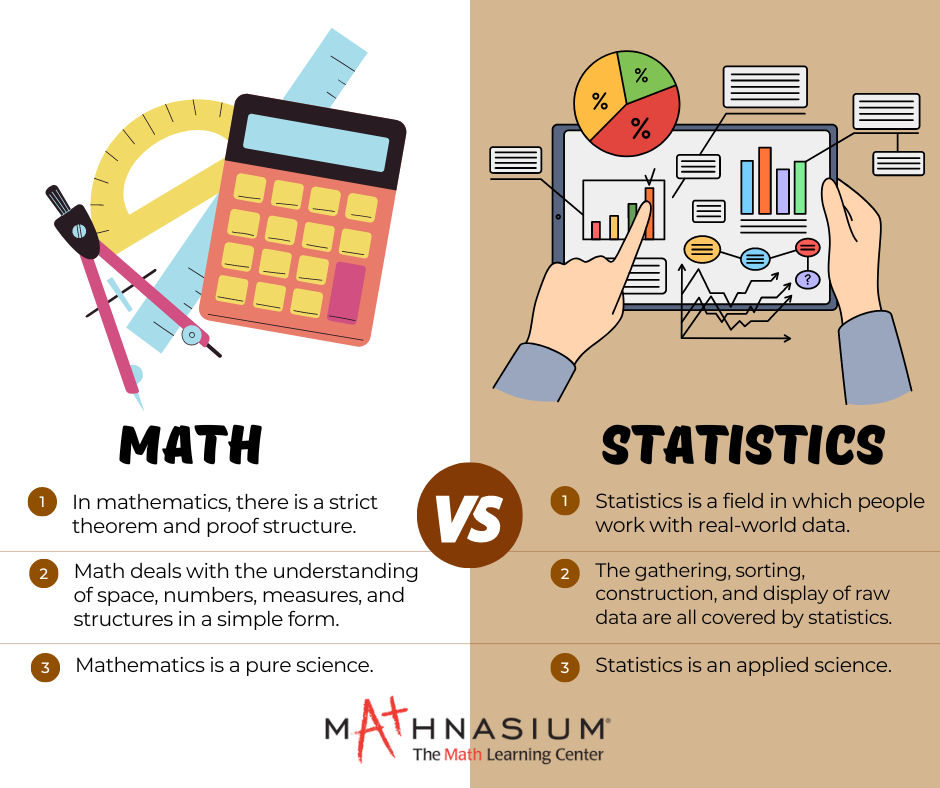 %
%
%
?
MATH
VS
STATISTICS
1
In mathematics, there is a strict
theorem and proof structure.
2
Math deals with the understanding
of space, numbers, measures, and
structures in a simple form.
3
Mathematics is a pure science.
1
Statistics is a field in which people
work with real-world data.
2
The gathering, sorting,
construction, and display of raw
data are all covered by statistics.
3
Statistics is an applied science.
MATHNASIUM®
The Math Learning Center